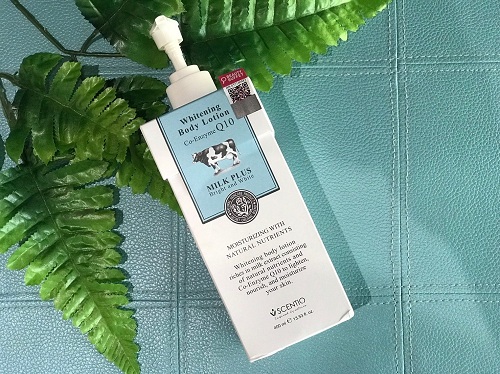 Whitening
Body Lotion
Co-Enzyme Q10
MILK PLUS
Bright and White
MOISTURIZING WITH
NATURAL NUTRIENTS
Whitening body lotion
riches in milk extract consisting
of natural nutrients and
Co-Enzyme Q10 to lighten,
nourish, and moisturize
your skin.
SCENTIO
450 ml